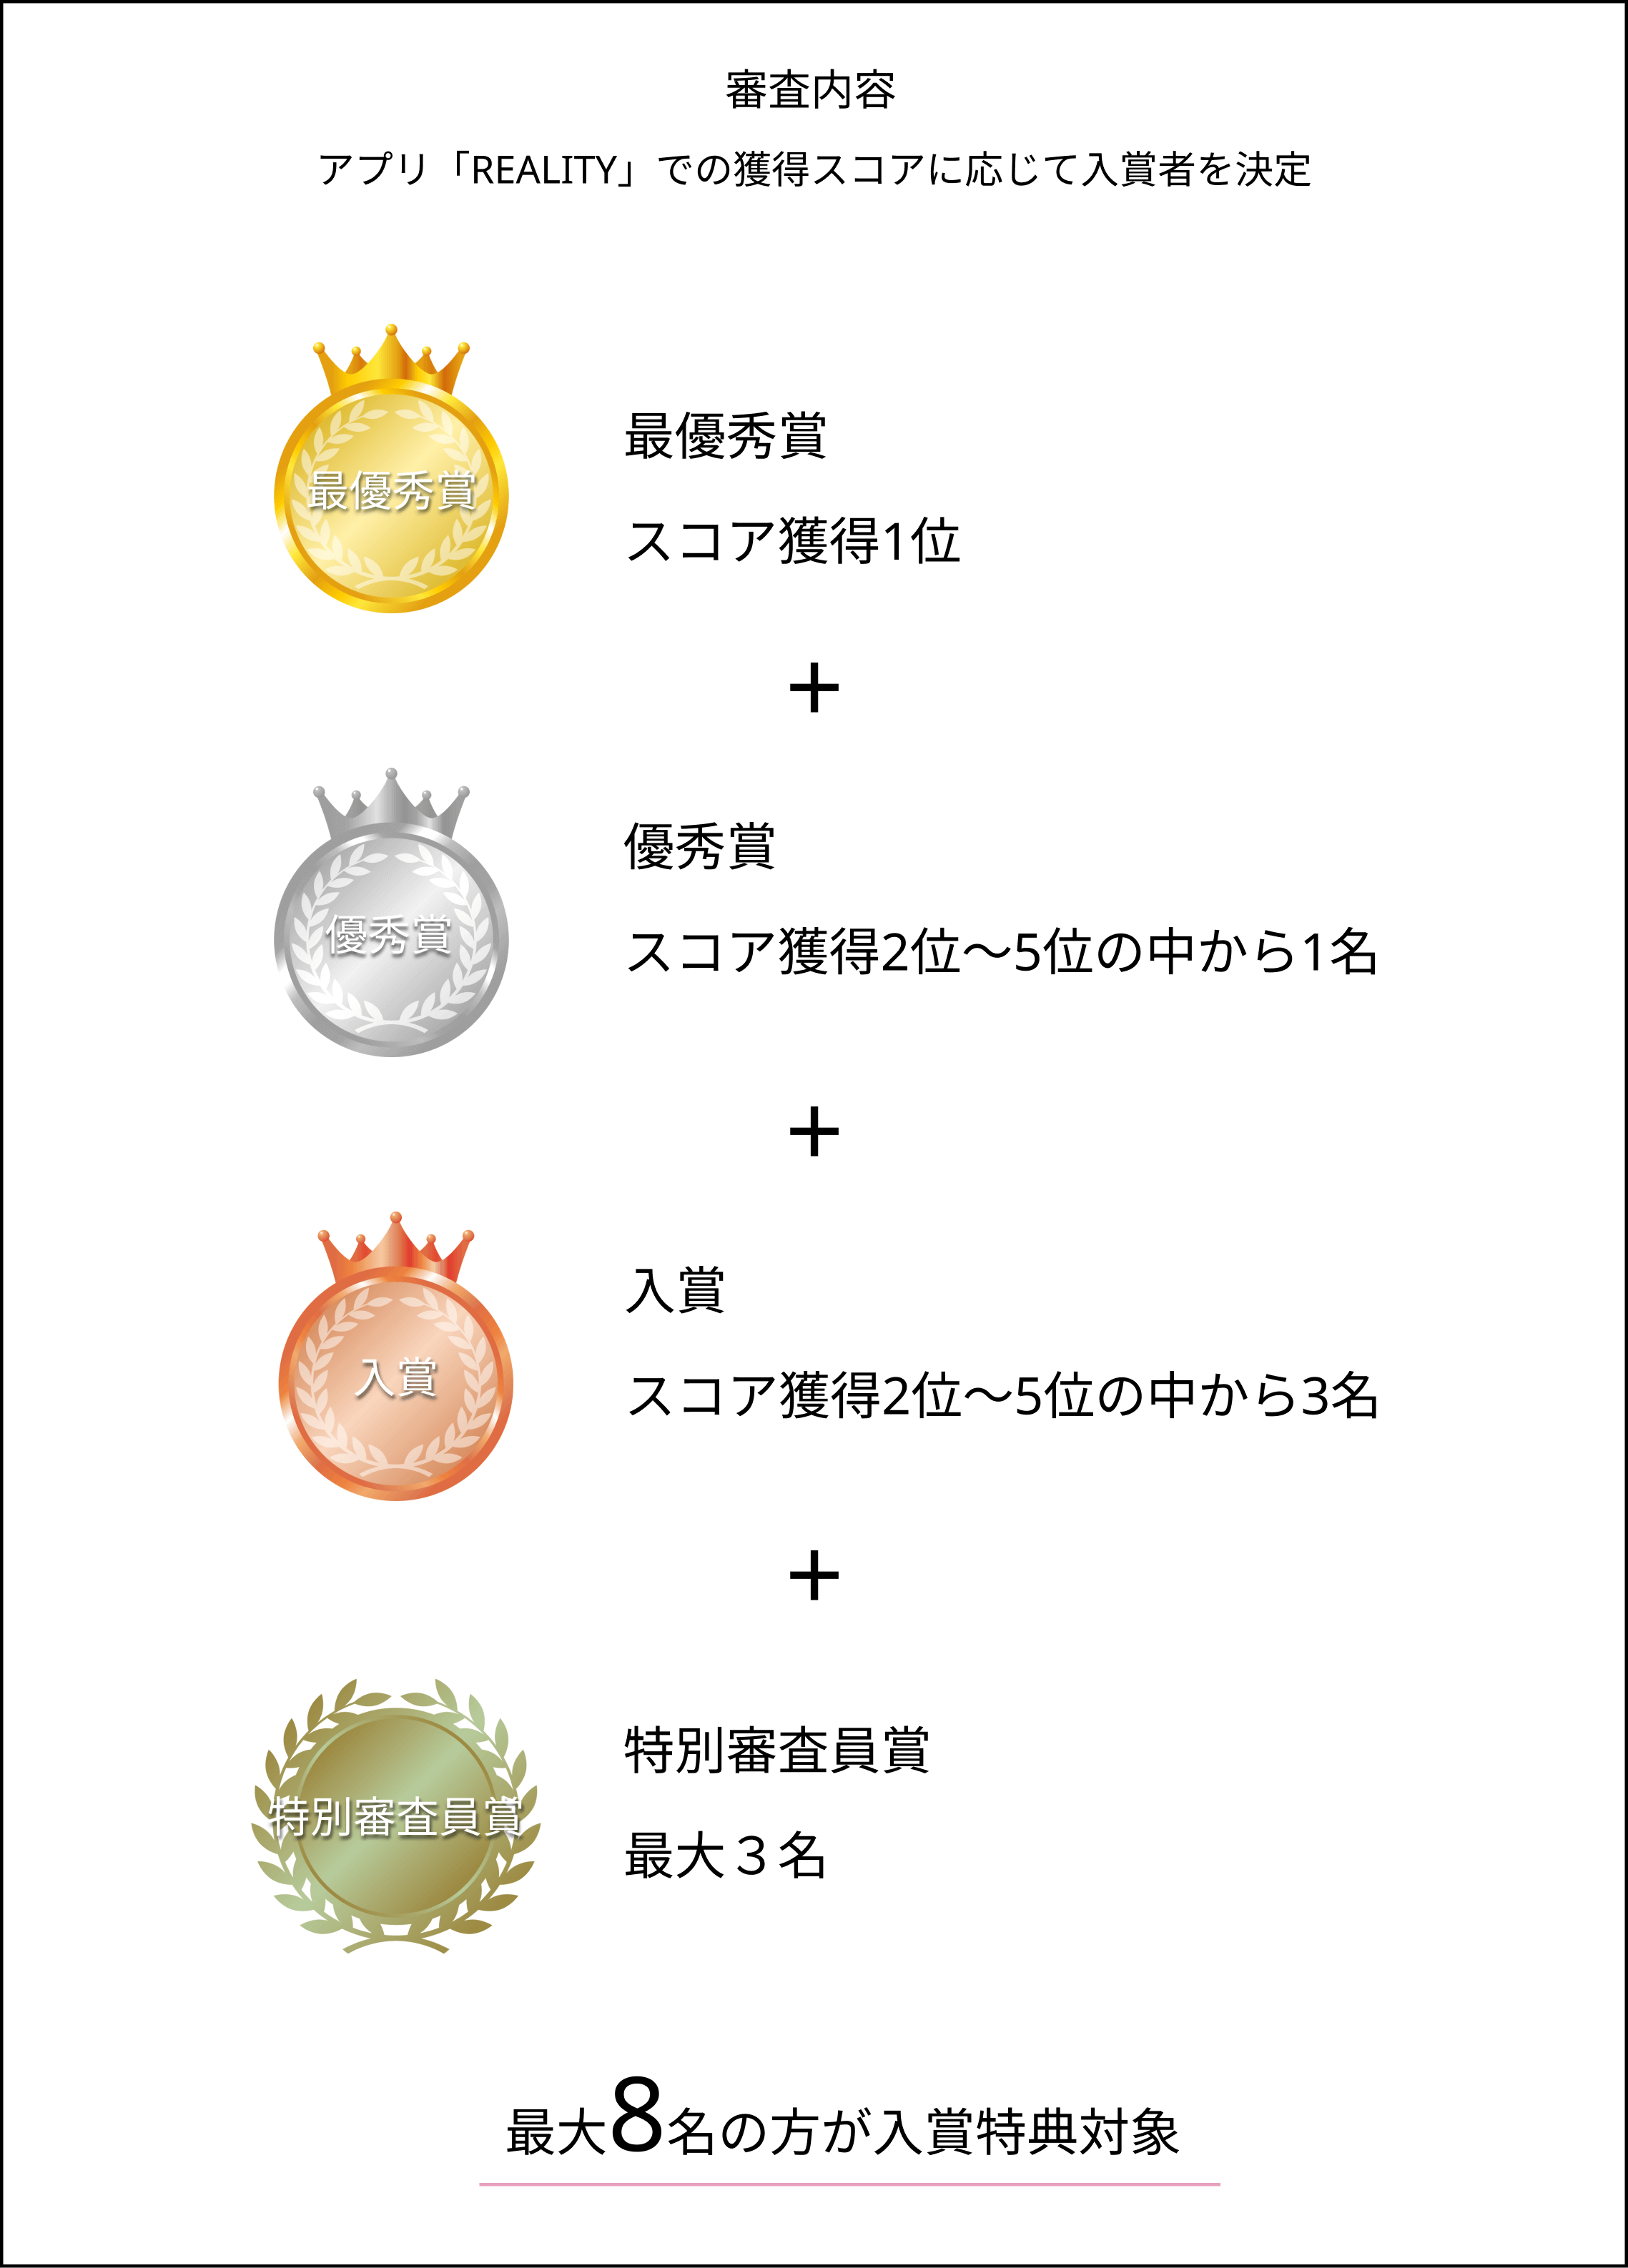 審査内容
アプリ「REALITY」での獲得スコアに応じて入賞者を決定
最優秀賞
最優秀賞
スコア獲得1位
+
優秀賞
優秀賞
スコア獲得2位～5位の中から1名
+
入賞
入賞
スコア獲得2位～5位の中から3名
+
特別審査員賞
特別審査員賞
最大３名
最大8名の方が入賞特典対象